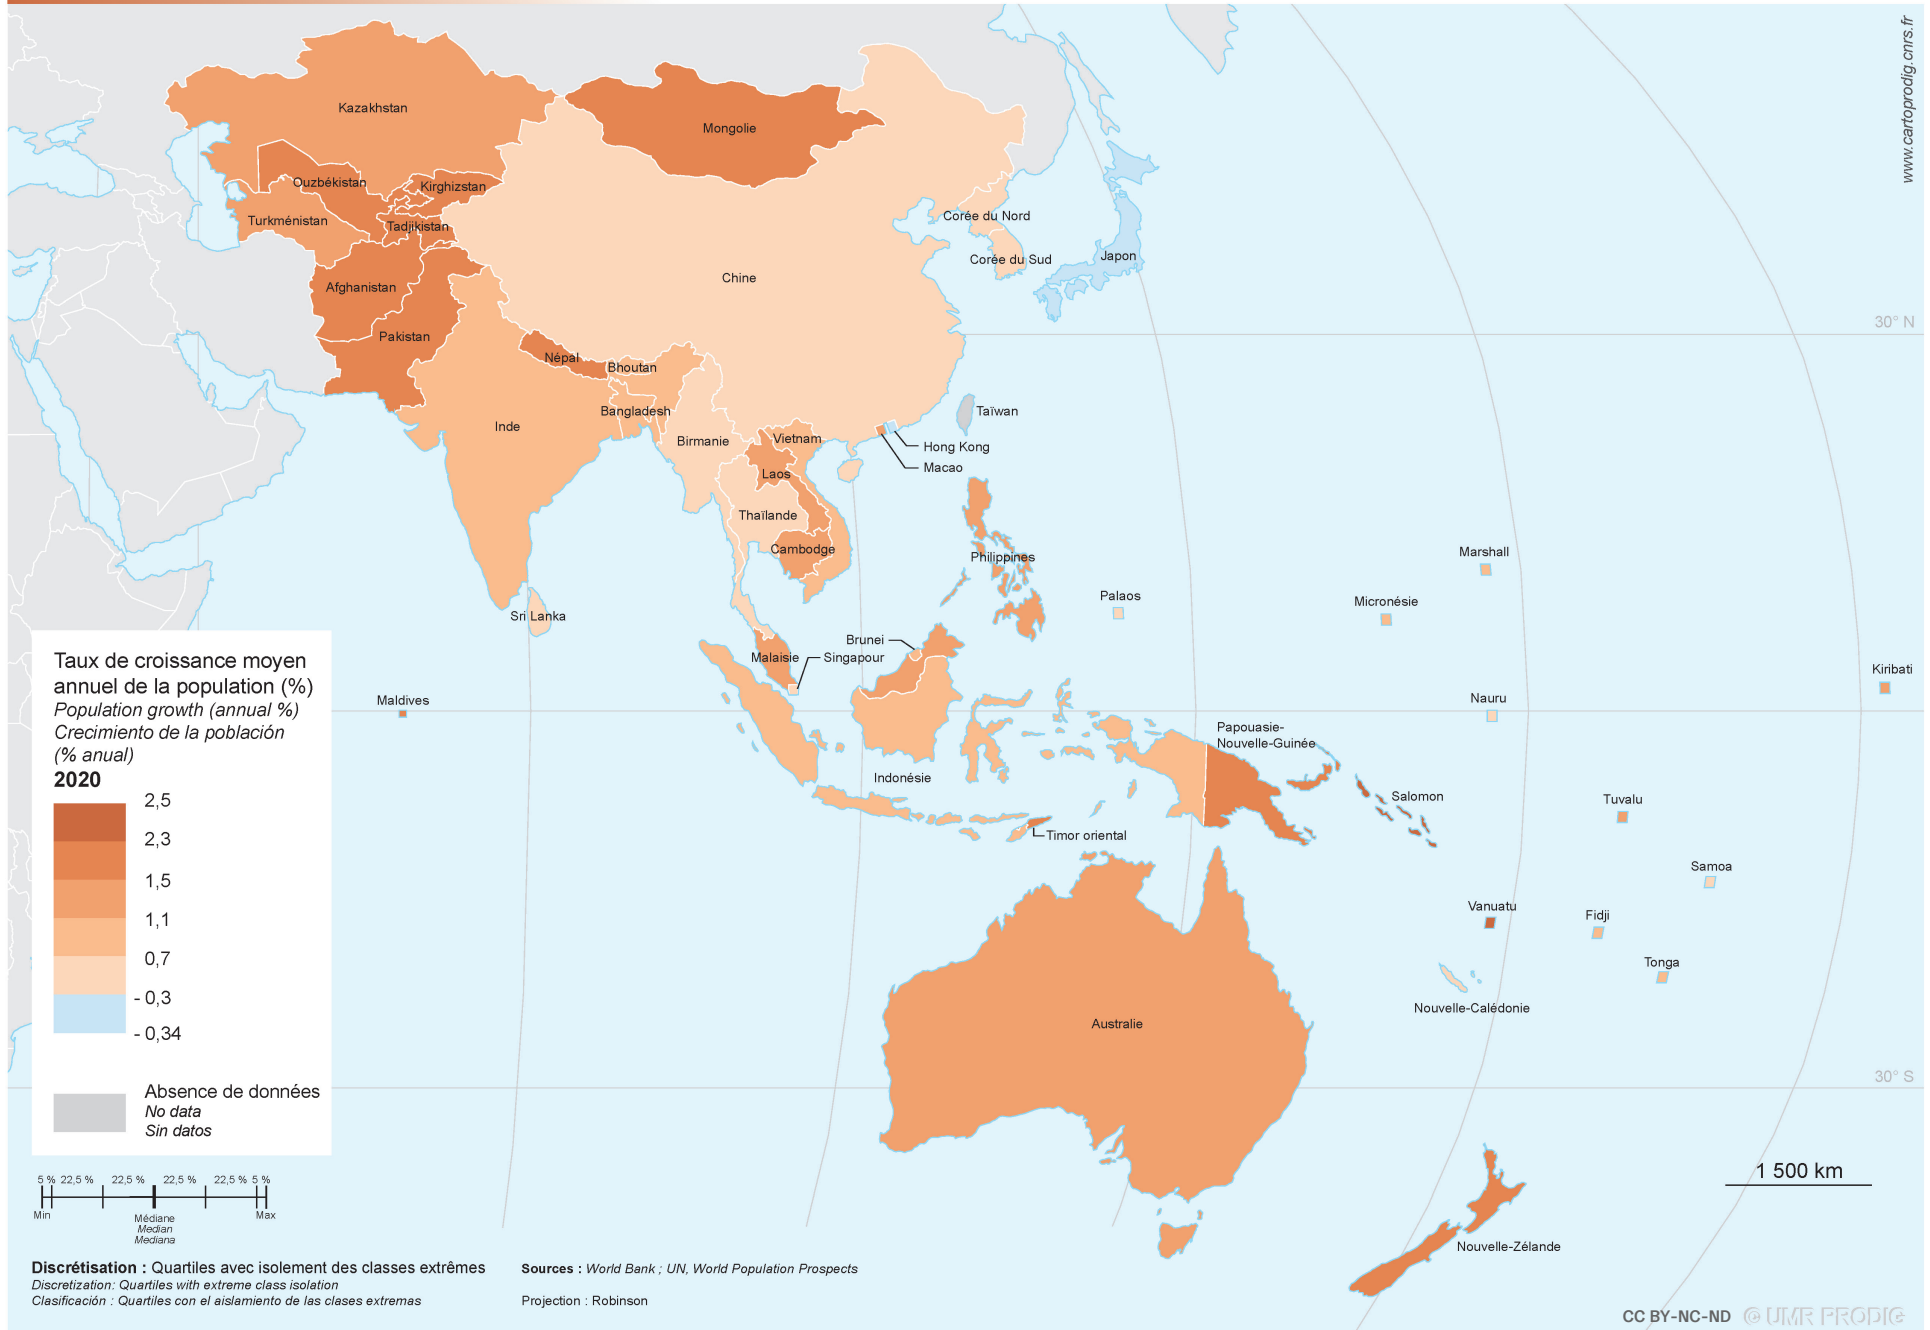 www.cartoprodig.cnrs.fr
Kazakhstan
Mongolie
Ouzbékistan
Kirghizstan
Turkménistan
Tadjikistan
Corée du Nord
Corée du Sud
Japon
Chine
Afghanistan
Pakistan
30° N
Népal
Bhoutan
Bangladesh
Inde
Birmanie
Vietnam
Taïwan
Hong Kong
Macao
Laos
Thaïlande
Cambodge
Philippines
Marshall
Palaos
Micronésie
Sri Lanka
Brunei
Malaisie
Singapour
Kiribati
Maldives
Nauru
Papouasie-
Nouvelle-Guinée
Indonésie
Salomon
Tuvalu
Timor oriental
Samoa
Vanuatu
Fidji
Tonga
Nouvelle-Calédonie
Australie
30° S
Nouvelle-Zélande
1 500 km
Taux de croissance moyen
annuel de la population (%)
Population growth (annual %)
Crecimiento de la población
(% anual)
2020
2,5
2,3
1,5
1,1
0,7
- 0,3
- 0,34
Absence de données
No data
Sin datos
5 % 22,5 % 22,5 % 22,5 % 22,5 % 5 %
Min Max
Médiane
Median
Mediana
Discrétisation : Quartiles avec isolement des classes extrêmes
Discretization: Quartiles with extreme class isolation
Clasificación : Quartiles con el aislamiento de las clases extremas
Sources : World Bank ; UN, World Population Prospects
Projection : Robinson
CC BY-NC-ND © UMR PRODIG